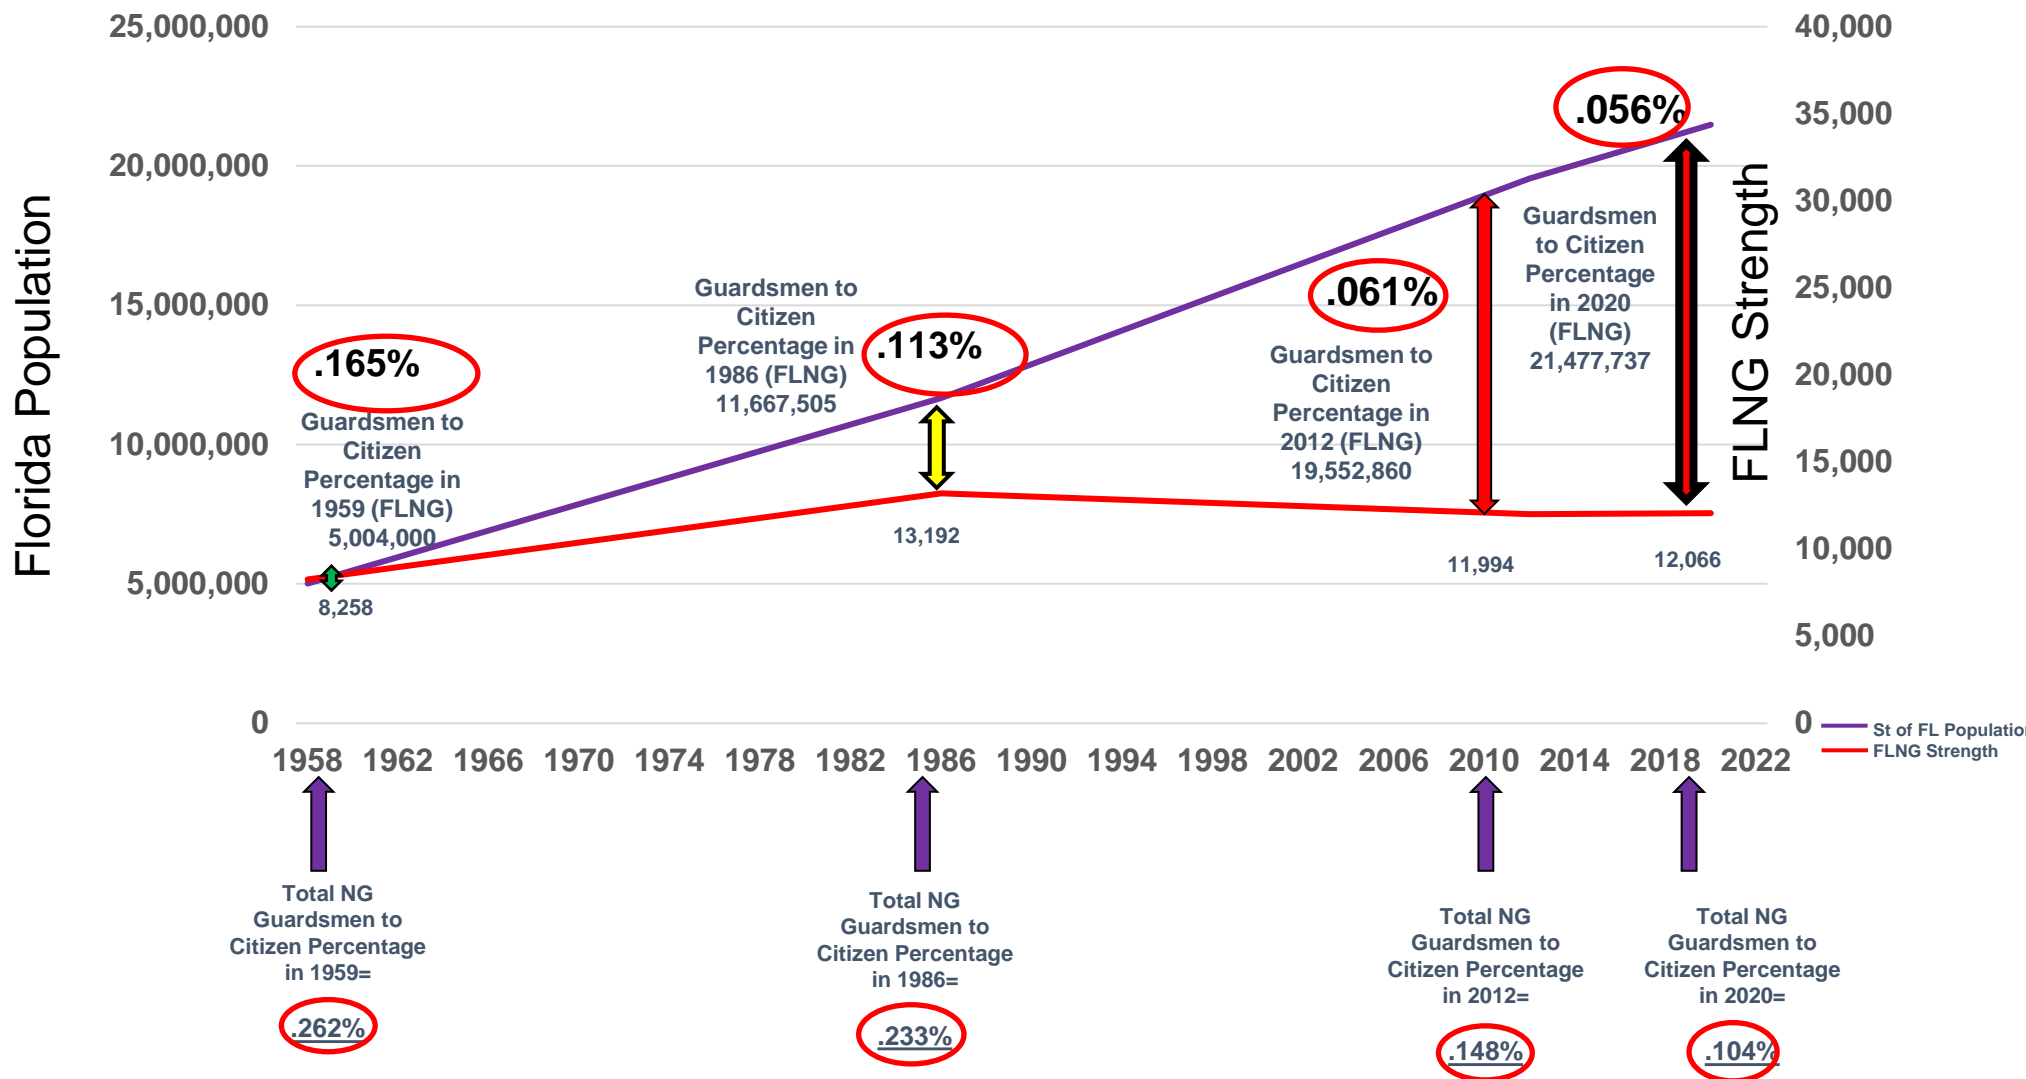 Florida Population
25,000,000
20,000,000
15,000,000
10,000,000
5,000,000
0
.165%
Guardsmen to
Citizen
Percentage in
1959 (FLNG)
5,004,000
8,258
Guardsmen to
Citizen
Percentage in
1986 (FLNG)
11,667,505
.113%
13,192
.061%
Guardsmen to
Citizen
Percentage in
2012 (FLNG)
19,552,860
11,994
.056%
Guardsmen
to Citizen
Percentage
in 2020
(FLNG)
21,477,737
12,066
FLNG Strength
40,000
35,000
30,000
25,000
20,000
15,000
10,000
5,000
0
1958 1962 1966 1970 1974 1978 1982 1986 1990 1994 1998 2002 2006 2010 2014 2018 2022
St of FL Population
FLNG Strength
Total NG
Guardsmen to
Citizen Percentage
in 1959=
.262%
Total NG
Guardsmen to
Citizen Percentage
in 1986=
.233%
Total NG
Guardsmen to
Citizen Percentage
in 2012=
.148%
Total NG
Guardsmen to
Citizen Percentage
in 2020=
.104%